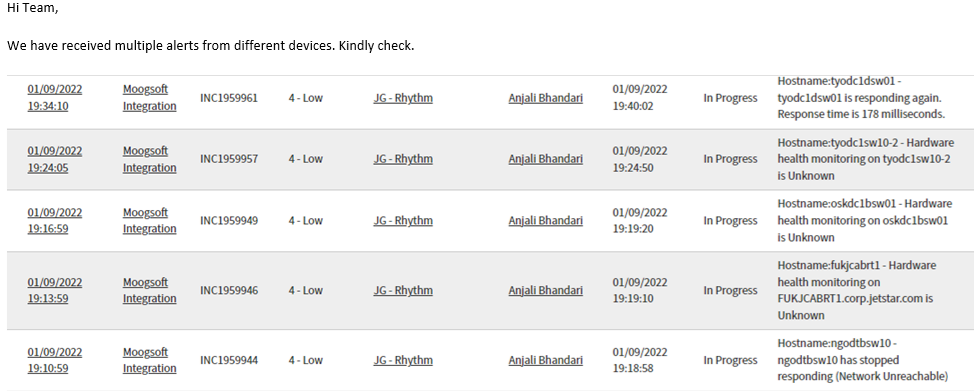 Hi Team,
We have received multiple alerts from different devices. Kindly check.
01/09/2022 19:34:10 Moogsoft Integration INC1959961 4 - Low JG - Rhythm Anjali Bhandari 01/09/2022 19:40:02 In Progress Hostname:tyodc1dsw01 - tyodc1dsw01 is responding again. Response time is 178 milliseconds.
01/09/2022 19:24:05 Moogsoft Integration INC1959957 4 - Low JG - Rhythm Anjali Bhandari 01/09/2022 19:24:50 In Progress Hostname:tyodc1sw10-2 - Hardware health monitoring on tyodc1sw10-2 is Unknown
01/09/2022 19:16:59 Moogsoft Integration INC1959949 4 - Low JG - Rhythm Anjali Bhandari 01/09/2022 19:19:20 In Progress Hostname:oskdc1bsw01 - Hardware health monitoring on oskdc1bsw01 is Unknown
01/09/2022 19:13:59 Moogsoft Integration INC1959946 4 - Low JG - Rhythm Anjali Bhandari 01/09/2022 19:19:10 In Progress Hostname:fukjcabrt1 - Hardware health monitoring on FUKJCABRT1.corp.jetstar.com is Unknown
01/09/2022 19:10:59 Moogsoft Integration INC1959944 4 - Low JG - Rhythm Anjali Bhandari 01/09/2022 19:18:58 In Progress Hostname:ngodtbsw10 - ngodtbsw10 has stopped responding (Network Unreachable)